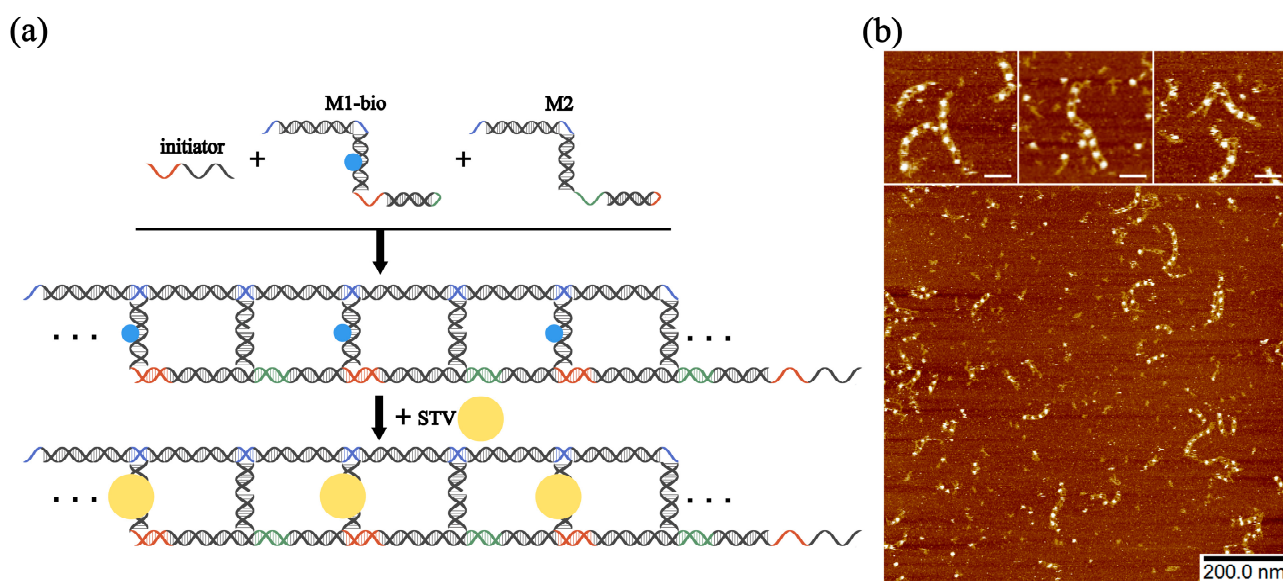 (a)
(b)
M1-bio
M2
initiator
+
+
. . .
. . .
+ STV
. . .
. . .
200.0 nm